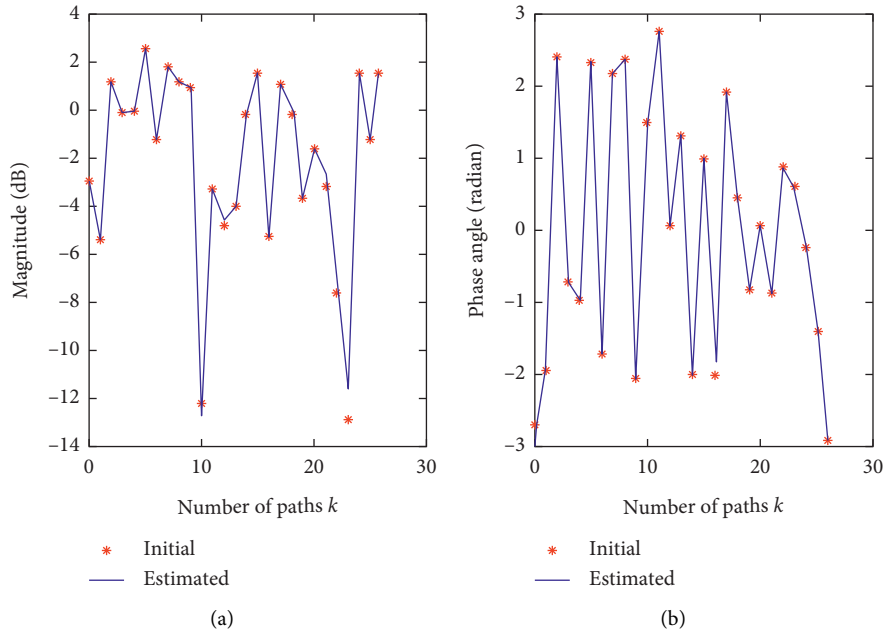 4
2
0
−2
−4
−6
−8
−10
−12
−14
Magnitude (dB)
0 10 20 30
Number of paths k
Initial
Estimated
(a)
3
2
1
0
−1
−2
−3
Phase angle (radian)
0 10 20 30
Number of paths k
Initial
Estimated
(b)